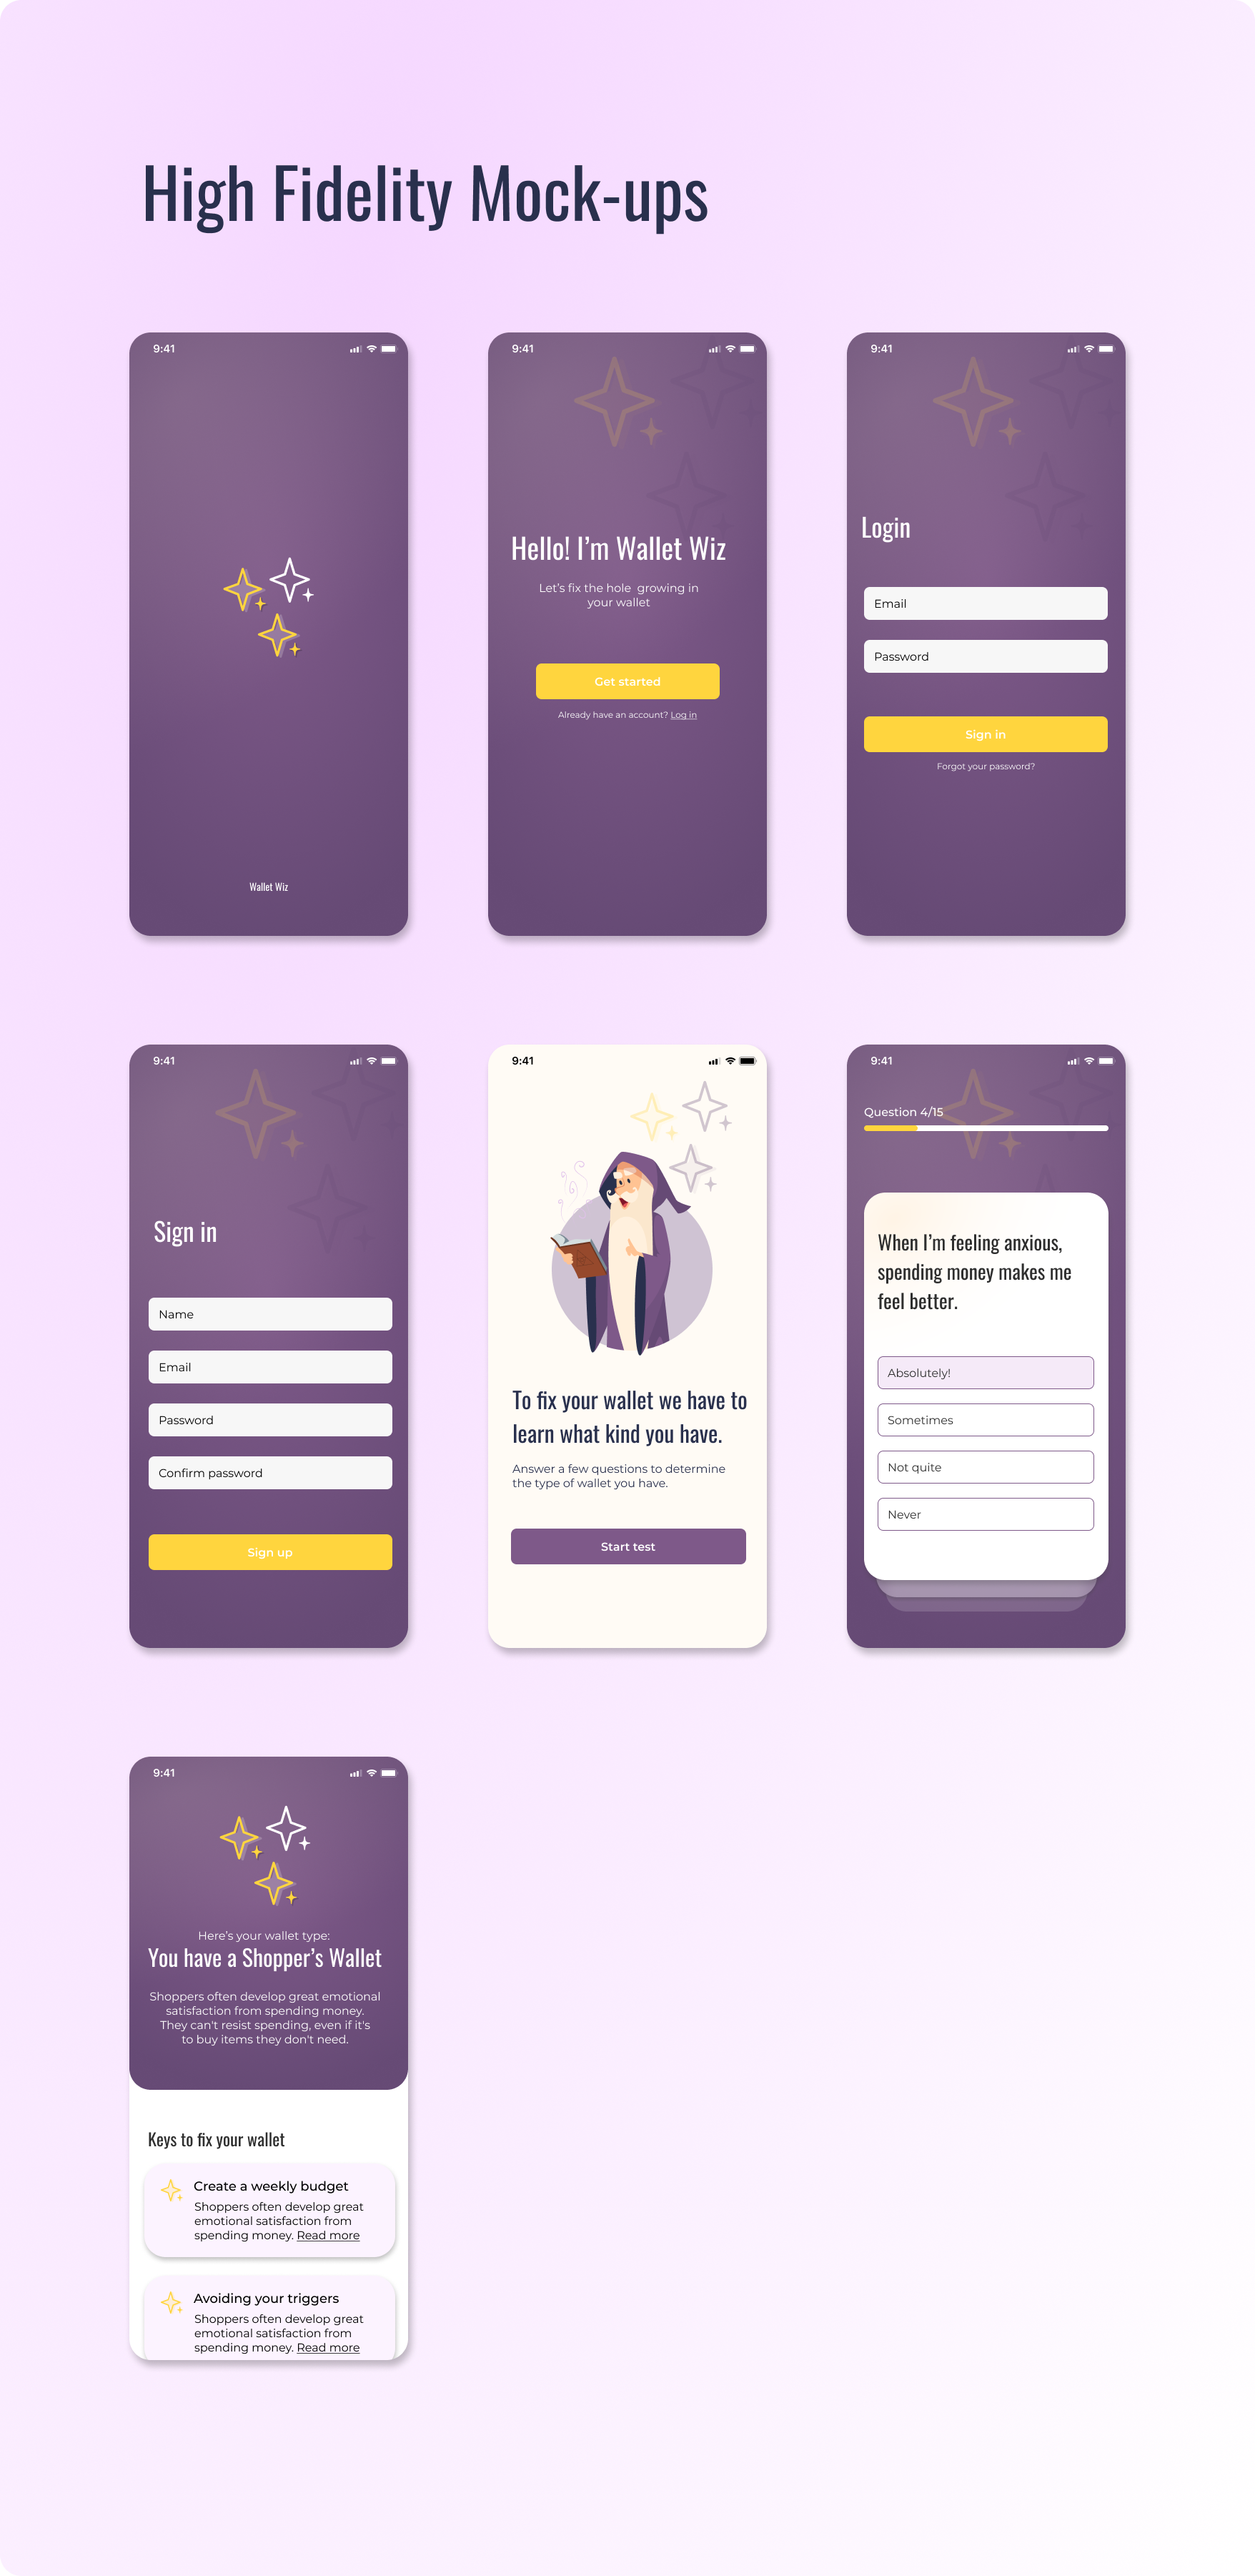 High Fidelity Mock-ups
9:41
Wallet Wiz
9:41
Hello! I’m Wallet Wiz
Let’s fix the hole  growing in
your wallet
Get started
Already have an account? Log in
9:41
Login
Email
Password
Sign in
Forgot your password?
9:41
Sign in
Name
Email
Password
Confirm password
Sign up
9:41
To fix your wallet we have to
learn what kind you have.
Answer a few questions to determine
the type of wallet you have.
Start test
9:41
Question 4/15
When I’m feeling anxious,
spending money makes me
feel better.
Absolutely!
Sometimes
Not quite
Never
9:41
Here’s your wallet type:
You have a Shopper’s Wallet
Shoppers often develop great emotional
satisfaction from spending money.
They can't resist spending, even if it's
to buy items they don't need.
Keys to fix your wallet
Create a weekly budget
Shoppers often develop great
emotional satisfaction from
spending money. Read more
Avoiding your triggers
Shoppers often develop great
emotional satisfaction from
spending money. Read more